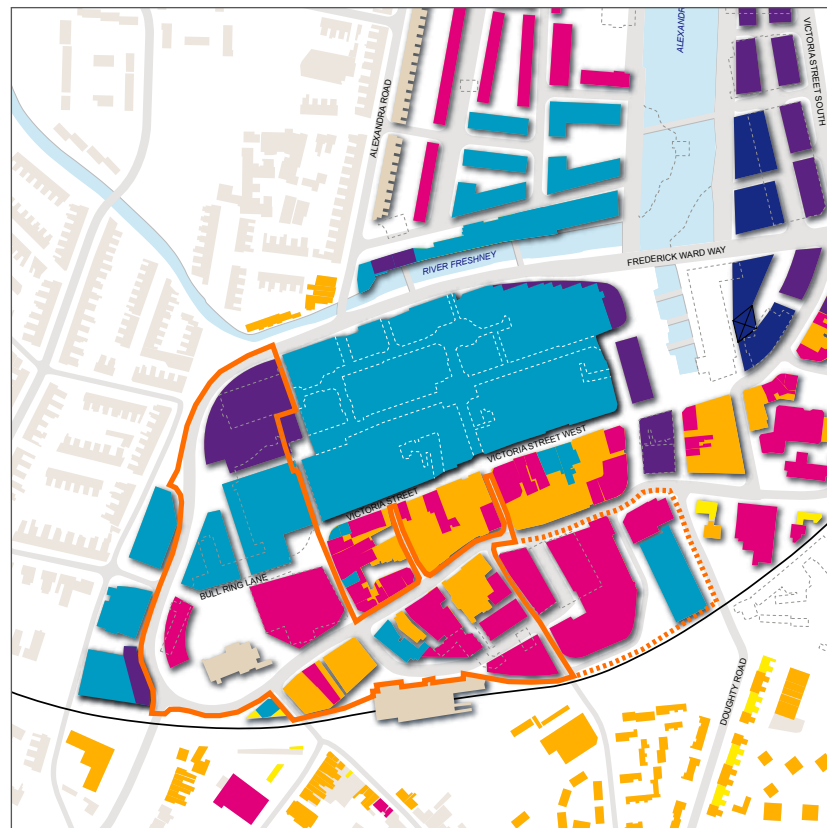 ALEXANDRA
VICTORIA STREET SOUTH
ALEXANDRA ROAD
FREDERICK WARD WAY
RIVER FRESHNEY
VICTORIA STREET WEST
VICTORIA STREET
BULL RING LANE
DOUGHTY ROAD